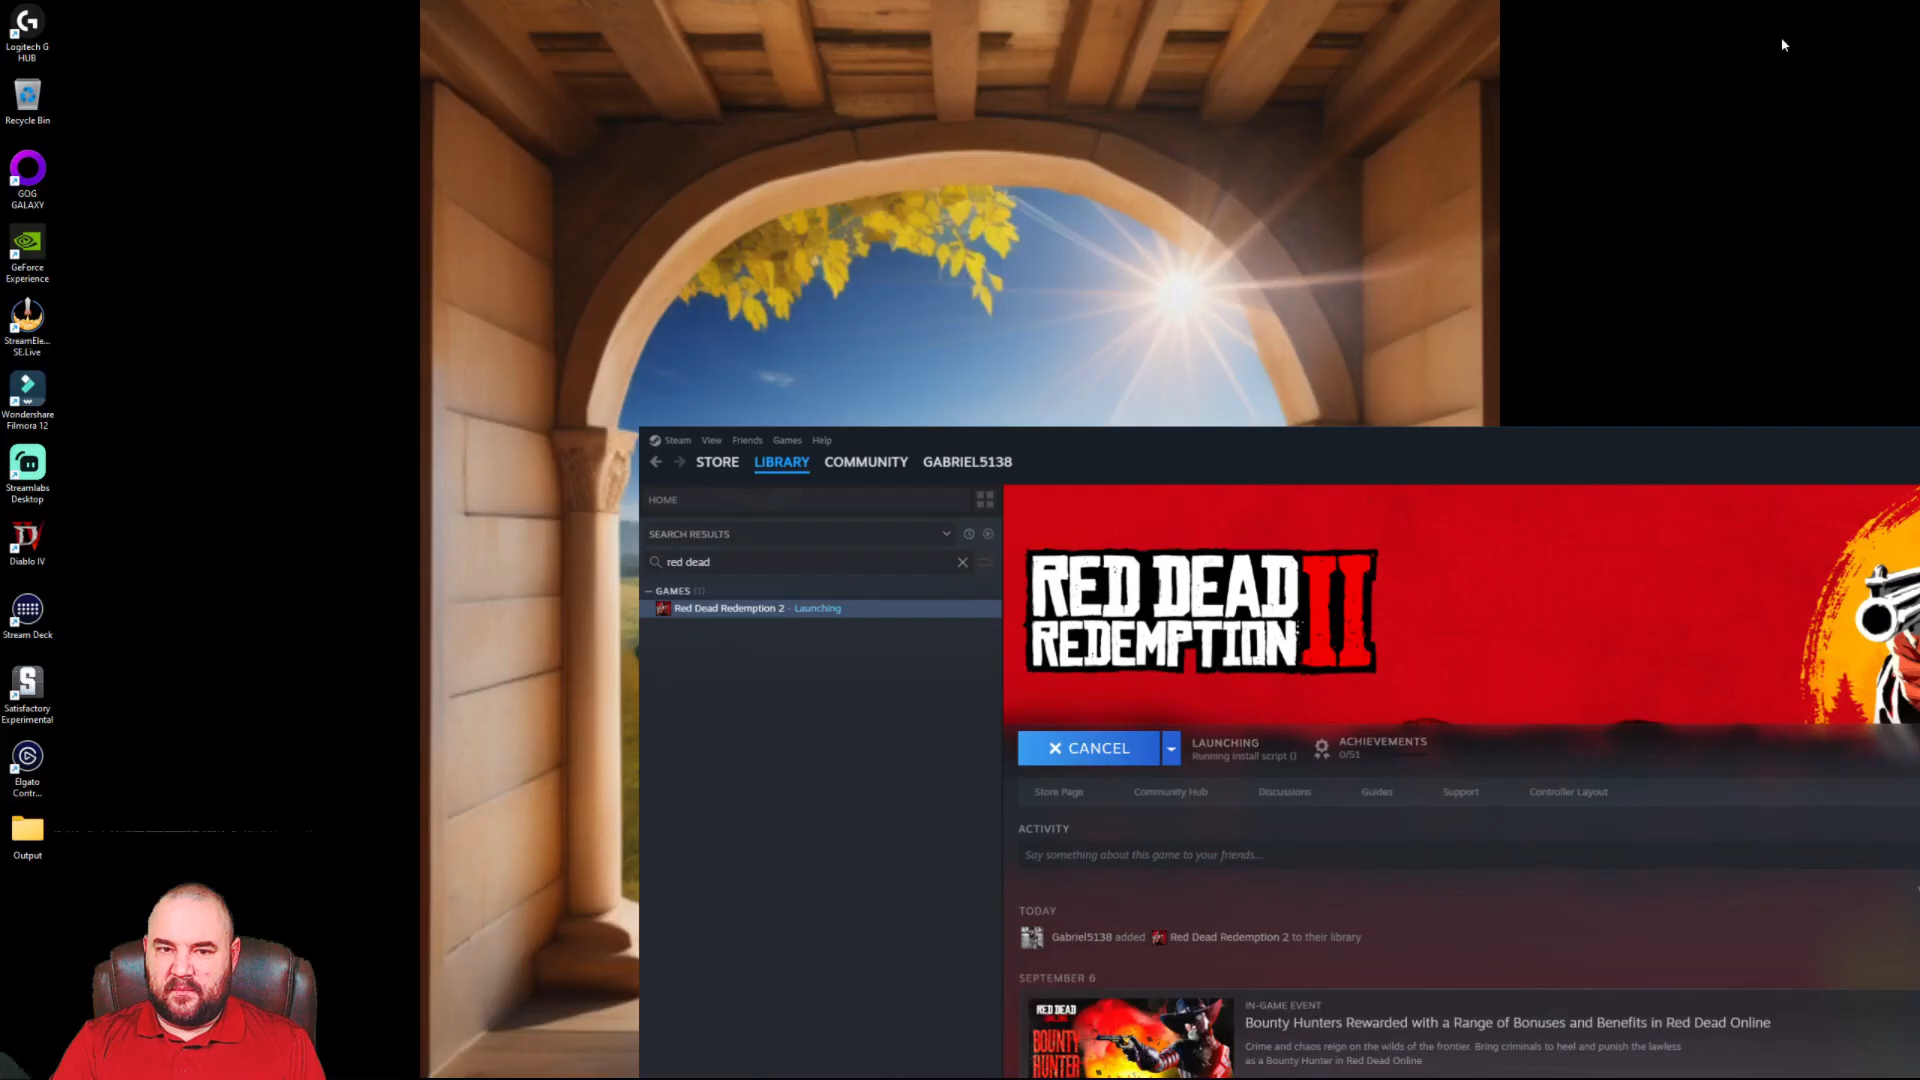 Logitech G
HUB
Recycle Bin
GOG
GALAXY
GeForce
Experience
StreamEle...
SE.Live
Wondershare
Filmora 12
Streamlabs
Desktop
Diablo IV
Stream Deck
Satisfactory
Experimental
Elgato
Contr...
Output
Steam View Friends Games Help
STORE LIBRARY COMMUNITY GABRIEL5138
HOME
SEARCH RESULTS
red dead
GAMES (1)
Red Dead Redemption 2 - Launching
RED DEAD
REDEMPTION II
CANCEL
LAUNCHING
Running install script ()
ACHIEVEMENTS
0/51
Store Page Community Hub Discussions Guides Support Controller Layout
ACTIVITY
Say something about this game to your friends...
TODAY
Gabriel5138 added Red Dead Redemption 2 to their library
SEPTEMBER 6
RED DEAD
ONLINE
BOUNTY
HUNTER
IN-GAME EVENT
Bounty Hunters Rewarded with a Range of Bonuses and Benefits in Red Dead Online
Crime and chaos reign on the wilds of the frontier. Bring criminals to heel and punish the lawless
as a Bounty Hunter in Red Dead Online